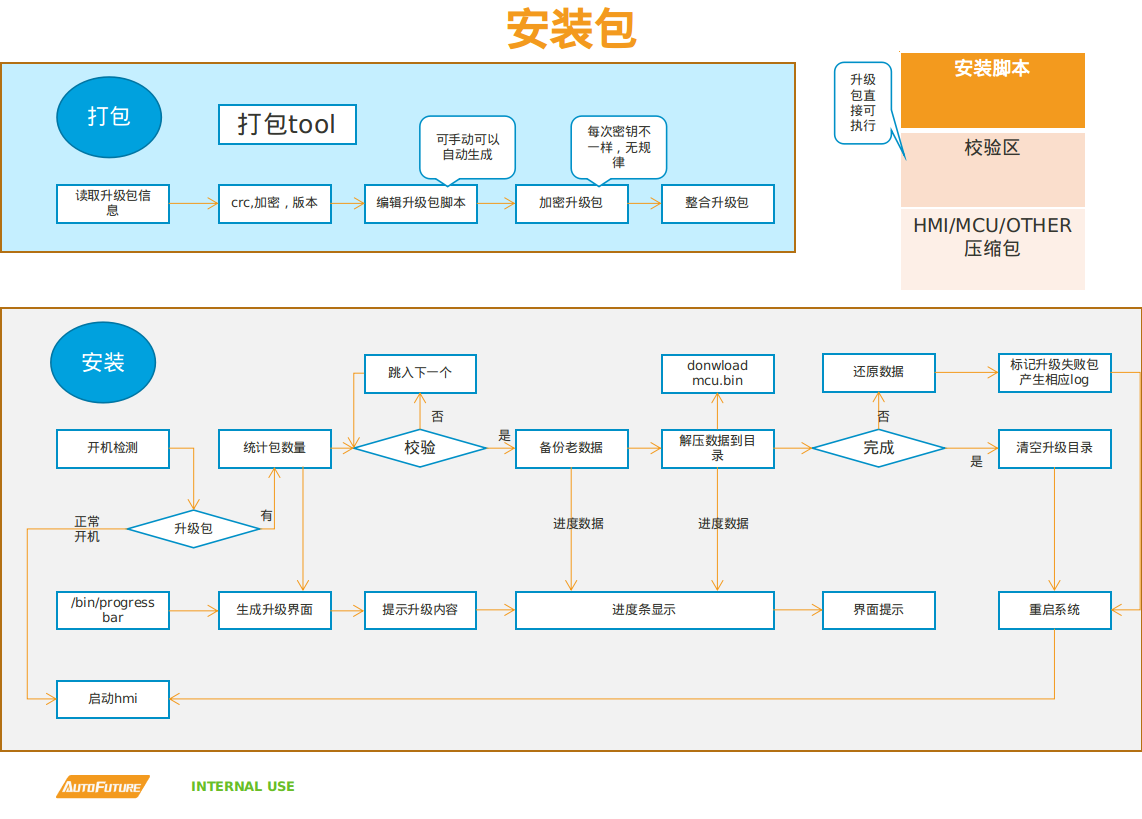 安装包
打包
打包tool
可手动可以
自动生成
每次密钥不
一样，无规
律
读取升级包信
息
crc,加密，版本
编辑升级包脚本
加密升级包
整合升级包
升级
包直
接可
执行
安装脚本
校验区
HMI/MCU/OTHER
压缩包
安装
跳入下一个
donwload
mcu.bin
还原数据
标记升级失败包
产生相应log
否
否
开机检测
统计包数量
校验
是
备份老数据
解压数据到目
录
完成
是
清空升级目录
正常
开机
升级包
有
进度数据
进度数据
/bin/progress
bar
生成升级界面
提示升级内容
进度条显示
界面提示
重启系统
启动hmi
AUTOFUTURE
INTERNAL USE